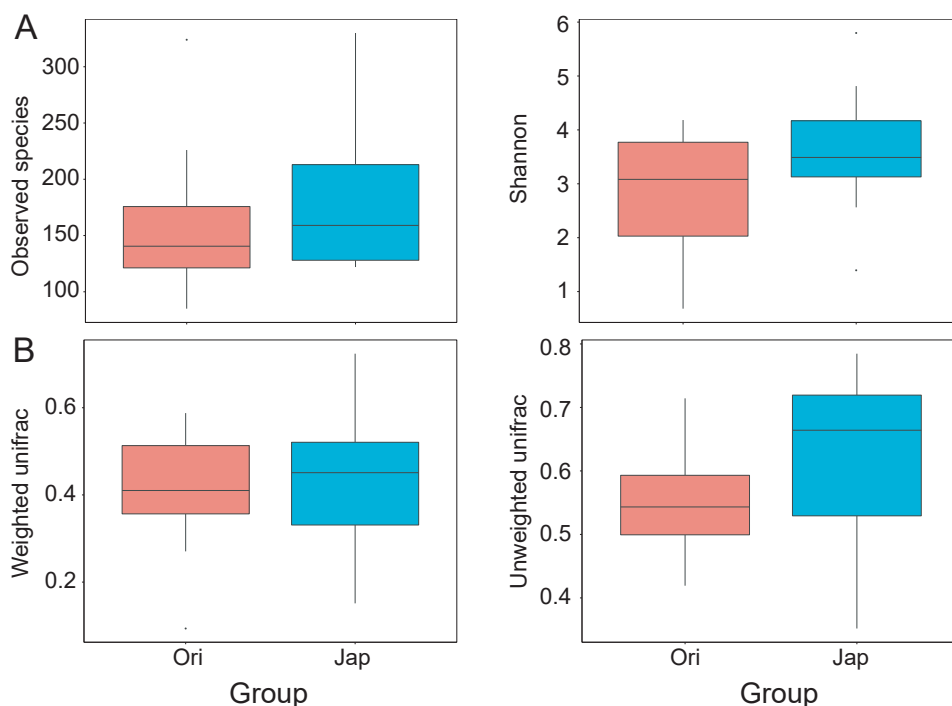 A
Observed species
300
250
200
150
100
Shannon
6
5
4
3
2
1
B
Weighted unifrac
0.6
0.4
0.2
Ori
Jap
Group
Unweighted unifrac
0.8
0.7
0.6
0.5
0.4
Ori
Jap
Group